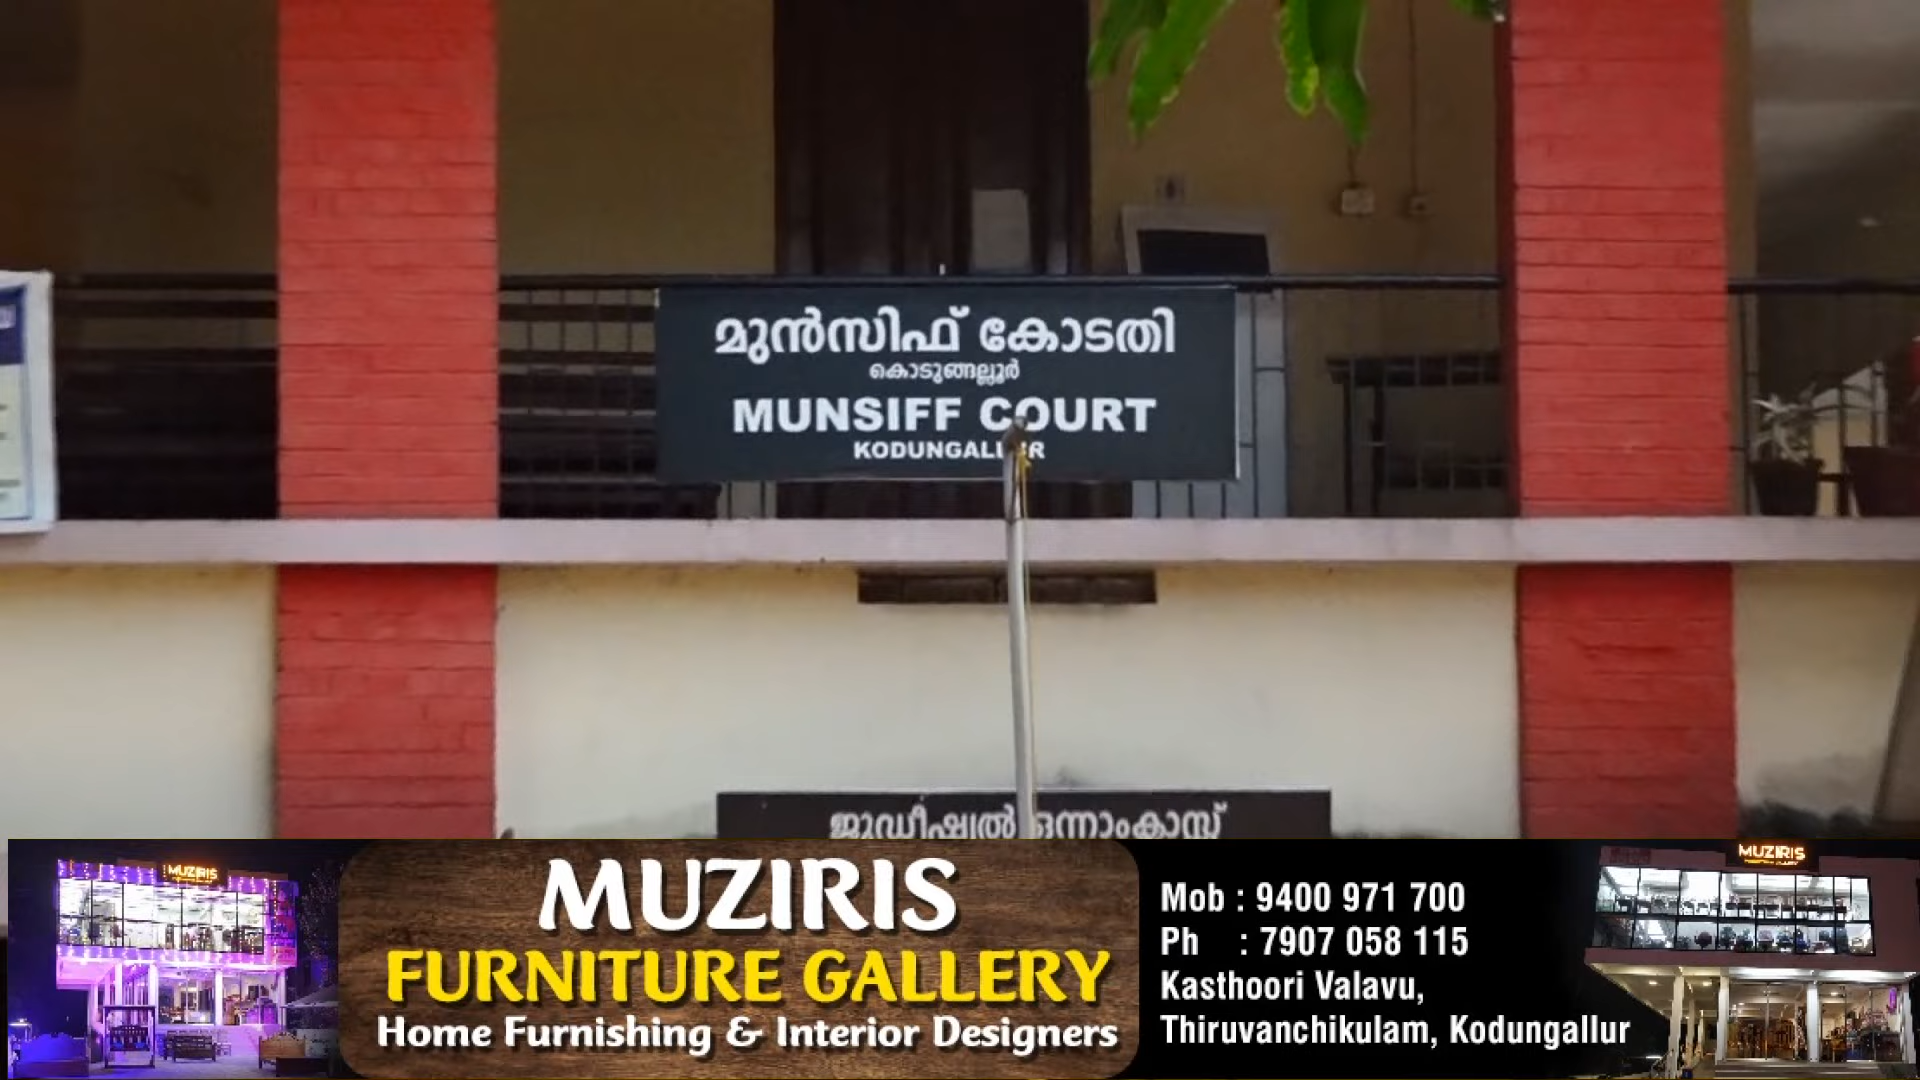 മുൻസിഫ് കോടതി
കൊടുങ്ങല്ലൂർ
MUNSIFF COURT
KODUNGALLUR
ജുഡീഷ്യൽ ഒന്നാംക്ലാസ്സ്
MUZIRIS
MUZIRIS
FURNITURE GALLERY
Home Furnishing & Interior Designers
Mob : 9400 971 700
Ph : 7907 058 115
Kasthoori Valavu,
Thiruvanchikulam, Kodungallur
MUZIRIS